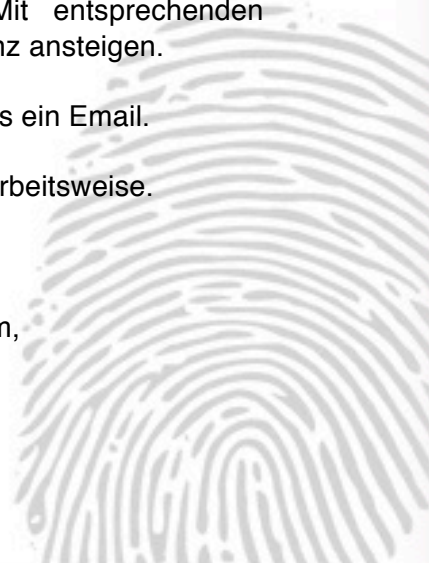 Mit entsprechenden
nz ansteigen.
s ein Email.
rbeitsweise.
n,